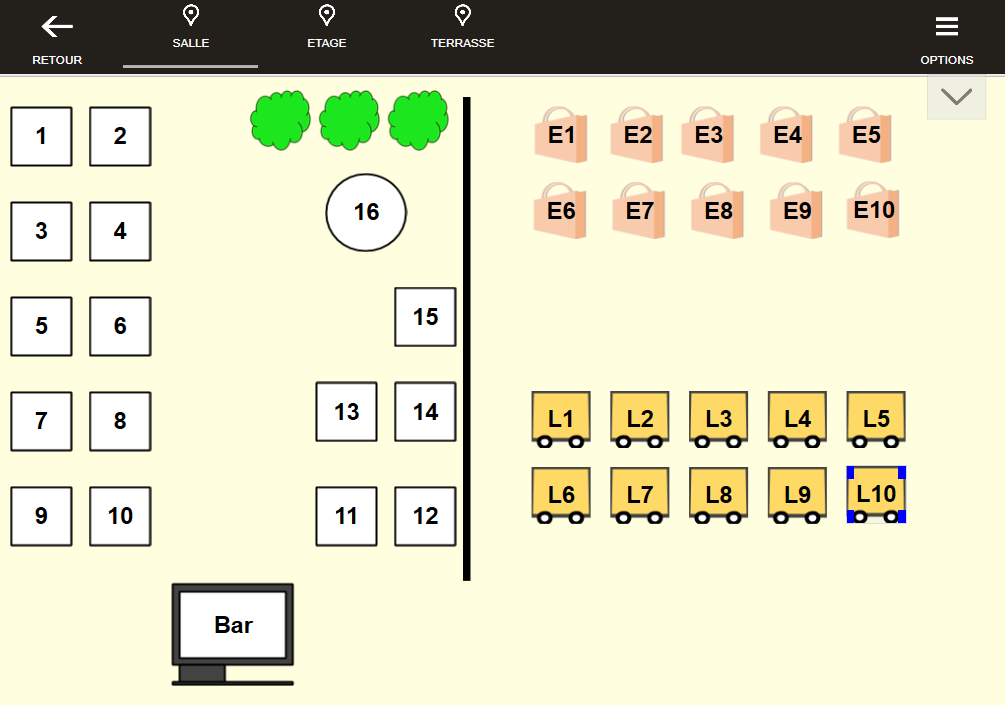 RETOUR
SALLE
ETAGE
TERRASSE
OPTIONS
1 2
3 4
5 6
7 8
9 10
16
15
13 14
11 12
Bar
E1 E2 E3 E4 E5
E6 E7 E8 E9 E10
L1 L2 L3 L4 L5
L6 L7 L8 L9 L10